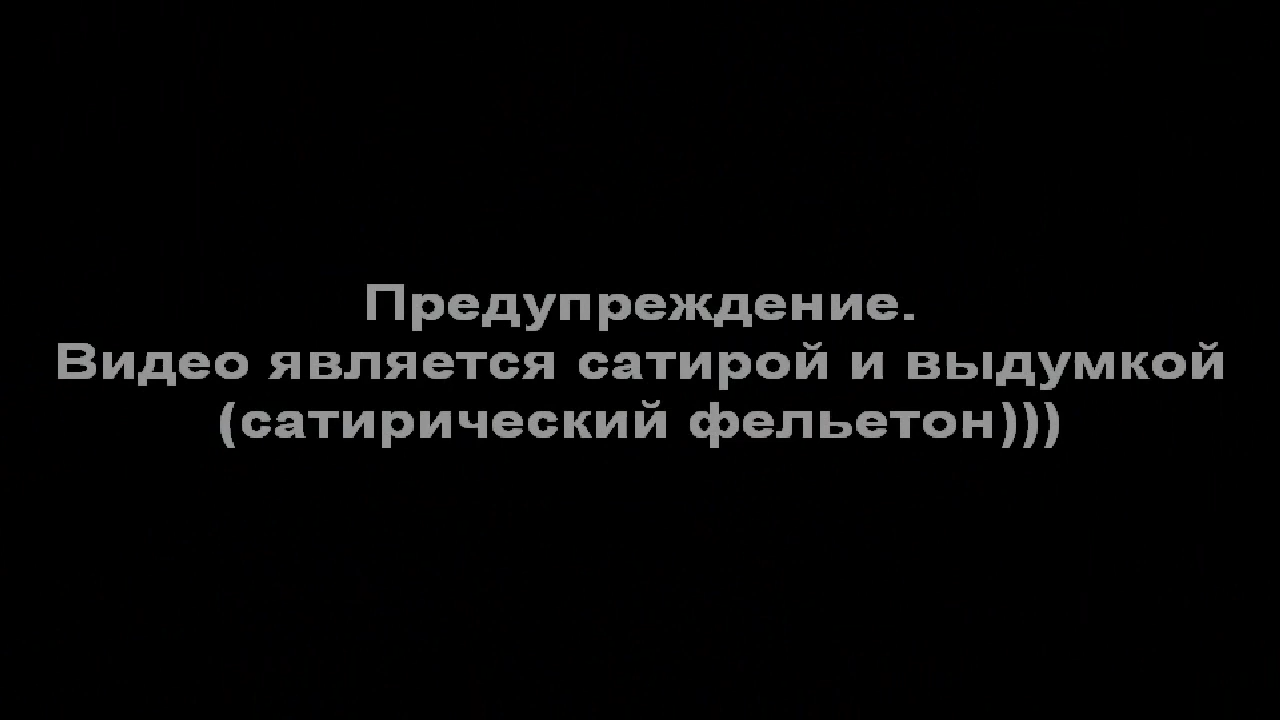 Предупреждение.
Видео является сатирой и выдумкой
(сатирический фельетон)))